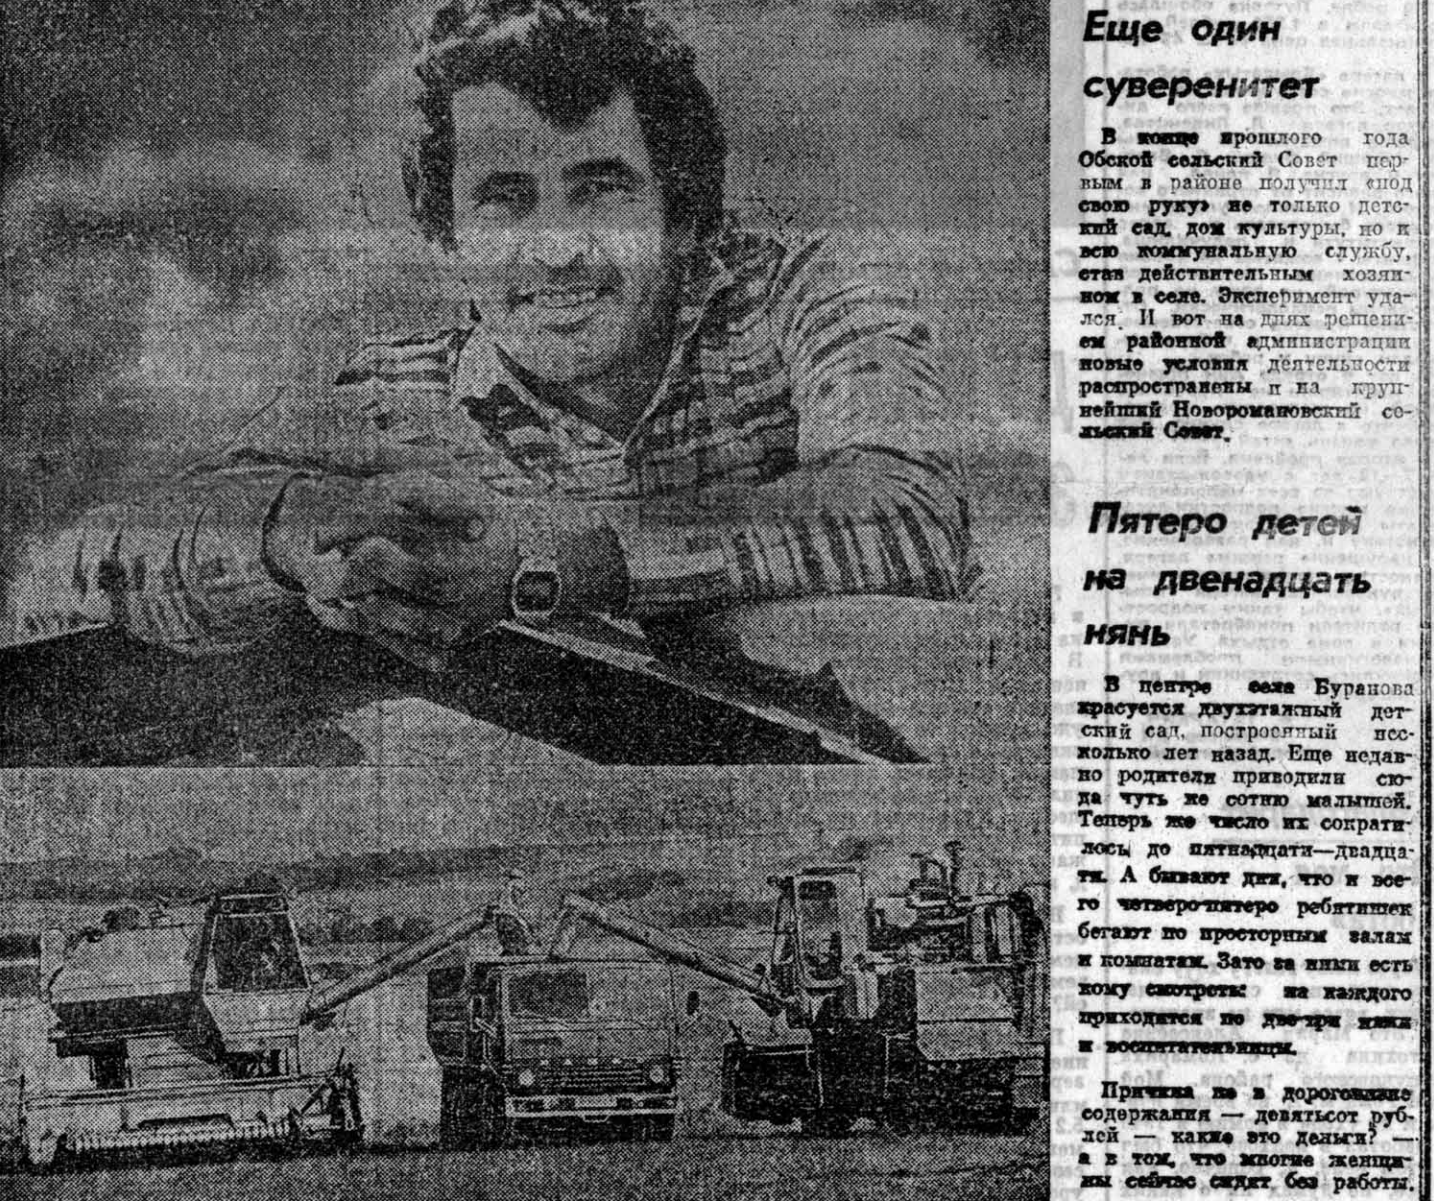 Еще один
суверенитет
В конце прошлого года
Обской сельский Совет пер-
вым в районе получил «под
свою руку» не только детс-
кий сад, дом культуры, но и
всю коммунальную службу,
став действительным хозяи-
ном в селе. Эксперимент уда-
лся. И вот на днях решени-
ем районной администрации
новые условия деятельности
распространены и на круп-
нейший Новоромановский се-
льский Совет.
Пятеро детей
на двенадцать
нянь
В центре села Буранова
красуется двухэтажный дет-
ский сад, построенный нес-
колько лет назад. Еще недав-
но родители приводили сю-
да чуть не сотню малышей.
Теперь же число их сократи-
лось до пятнадцати—двадца-
ти. А бывают дни, что и все-
го четверо-пятеро ребятишек
бегают по просторным залам
и комнатам. Зато за ними есть
кому смотреть: на каждого
приходится по две-три няни
и воспитательницы.
Причина не в дороговизне
содержания — девятьсот руб-
лей — какие это деньги? —
а в том, что многие женщи-
ны сейчас сидят без работы.